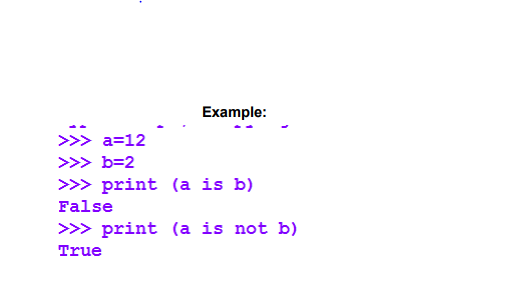 Example:
>>> a=12
>>> b=2
>>> print (a is b)
False
>>> print (a is not b)
True